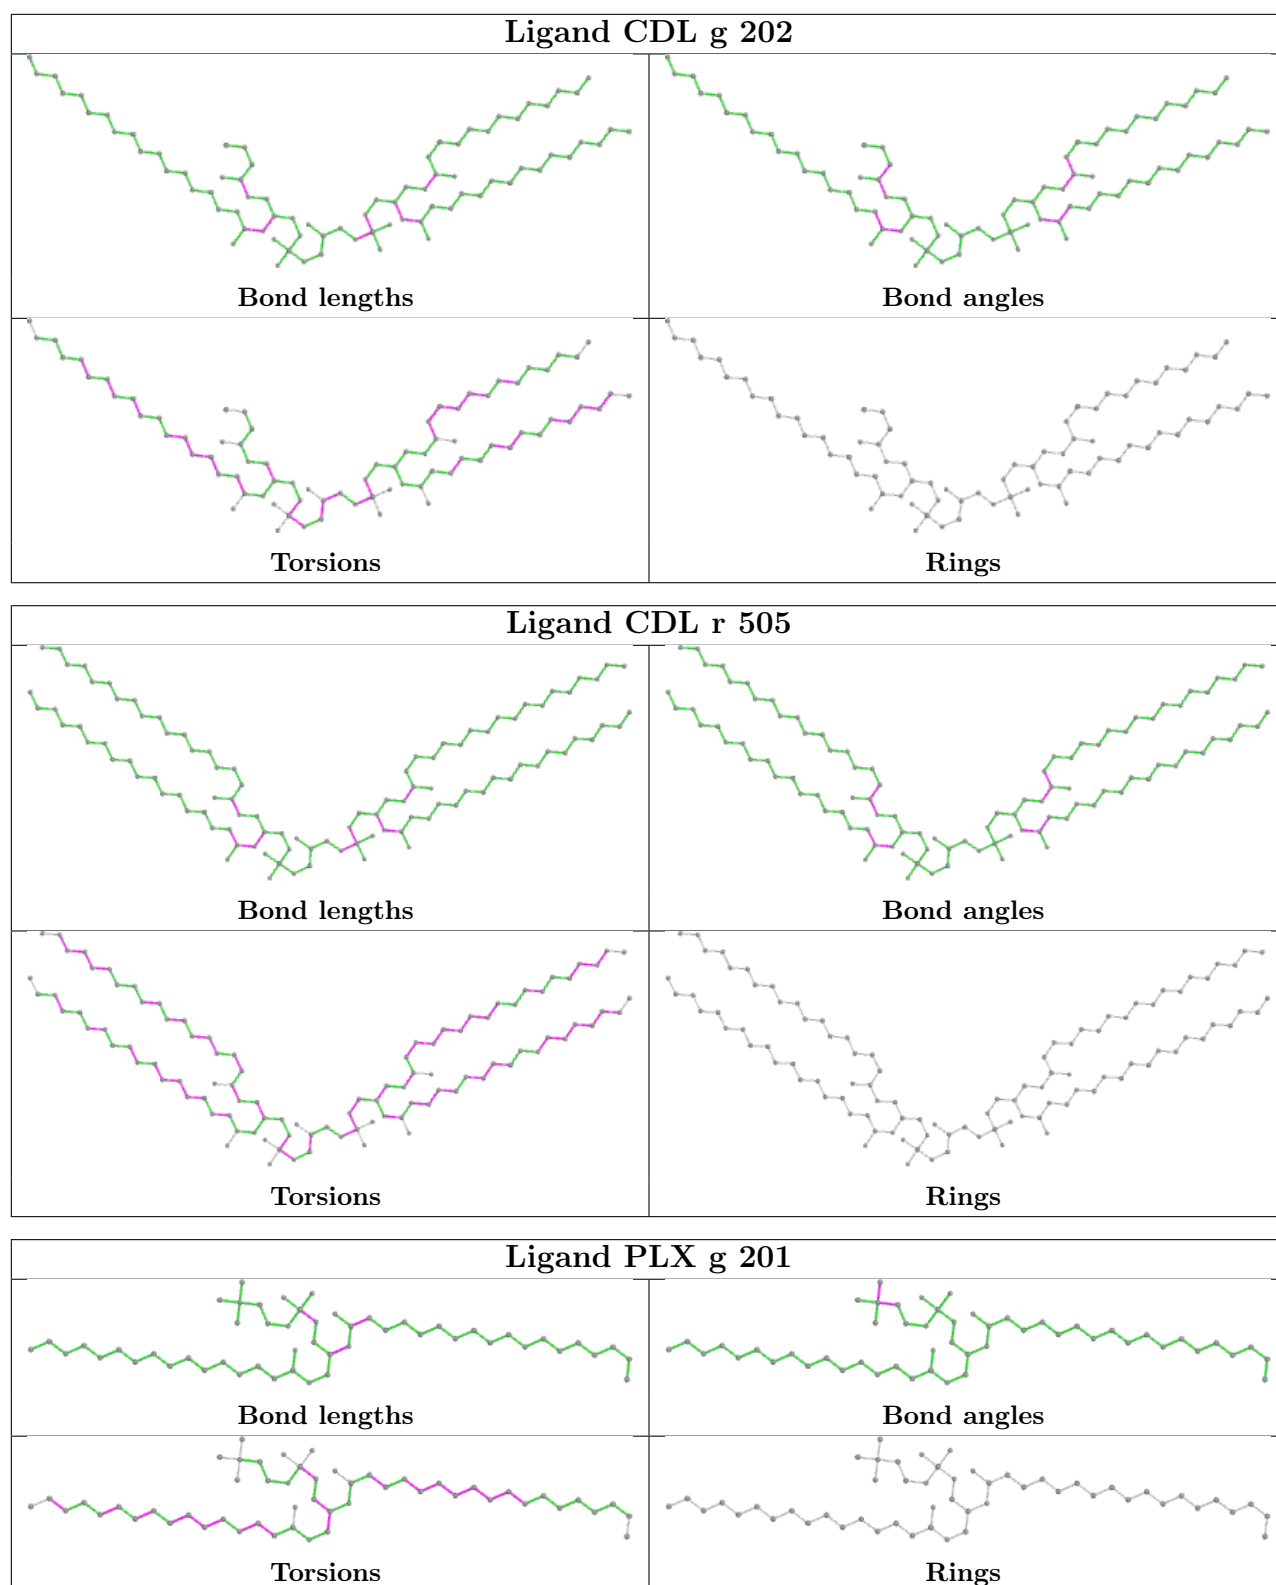 Ligand CDL g 202
Bond lengths
Bond angles
Torsions
Rings
Ligand CDL r 505
Bond lengths
Bond angles
Torsions
Rings
Ligand PLX g 201
Bond lengths
Bond angles
Torsions
Rings